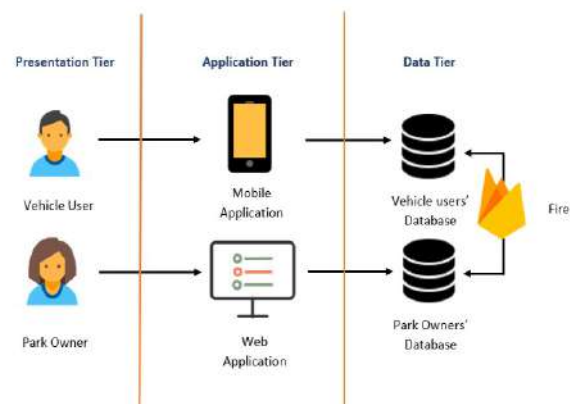 Presentation Tier
Application Tier
Data Tier
Vehicle User
Mobile
Application
Vehicle users'
Database
Fire
Park Owner
Web
Application
Park Owners'
Database